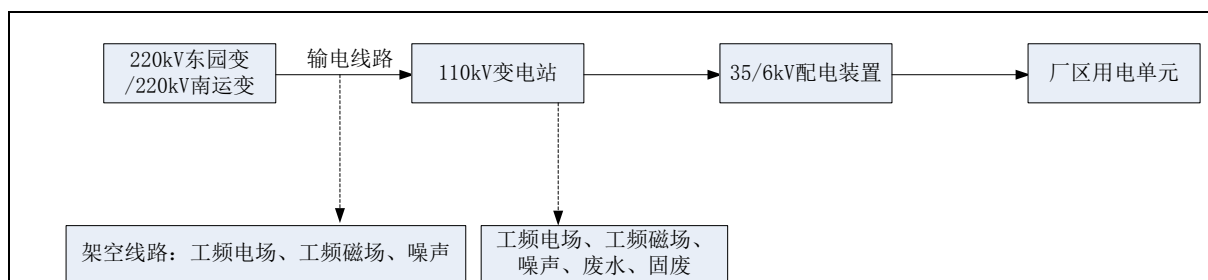 220kV东园变
/220kV南运变
输电线路
110kV变电站
35/6kV配电装置
厂区用电单元
架空线路：工频电场、工频磁场、噪声
工频电场、工频磁场、
噪声、废水、固废